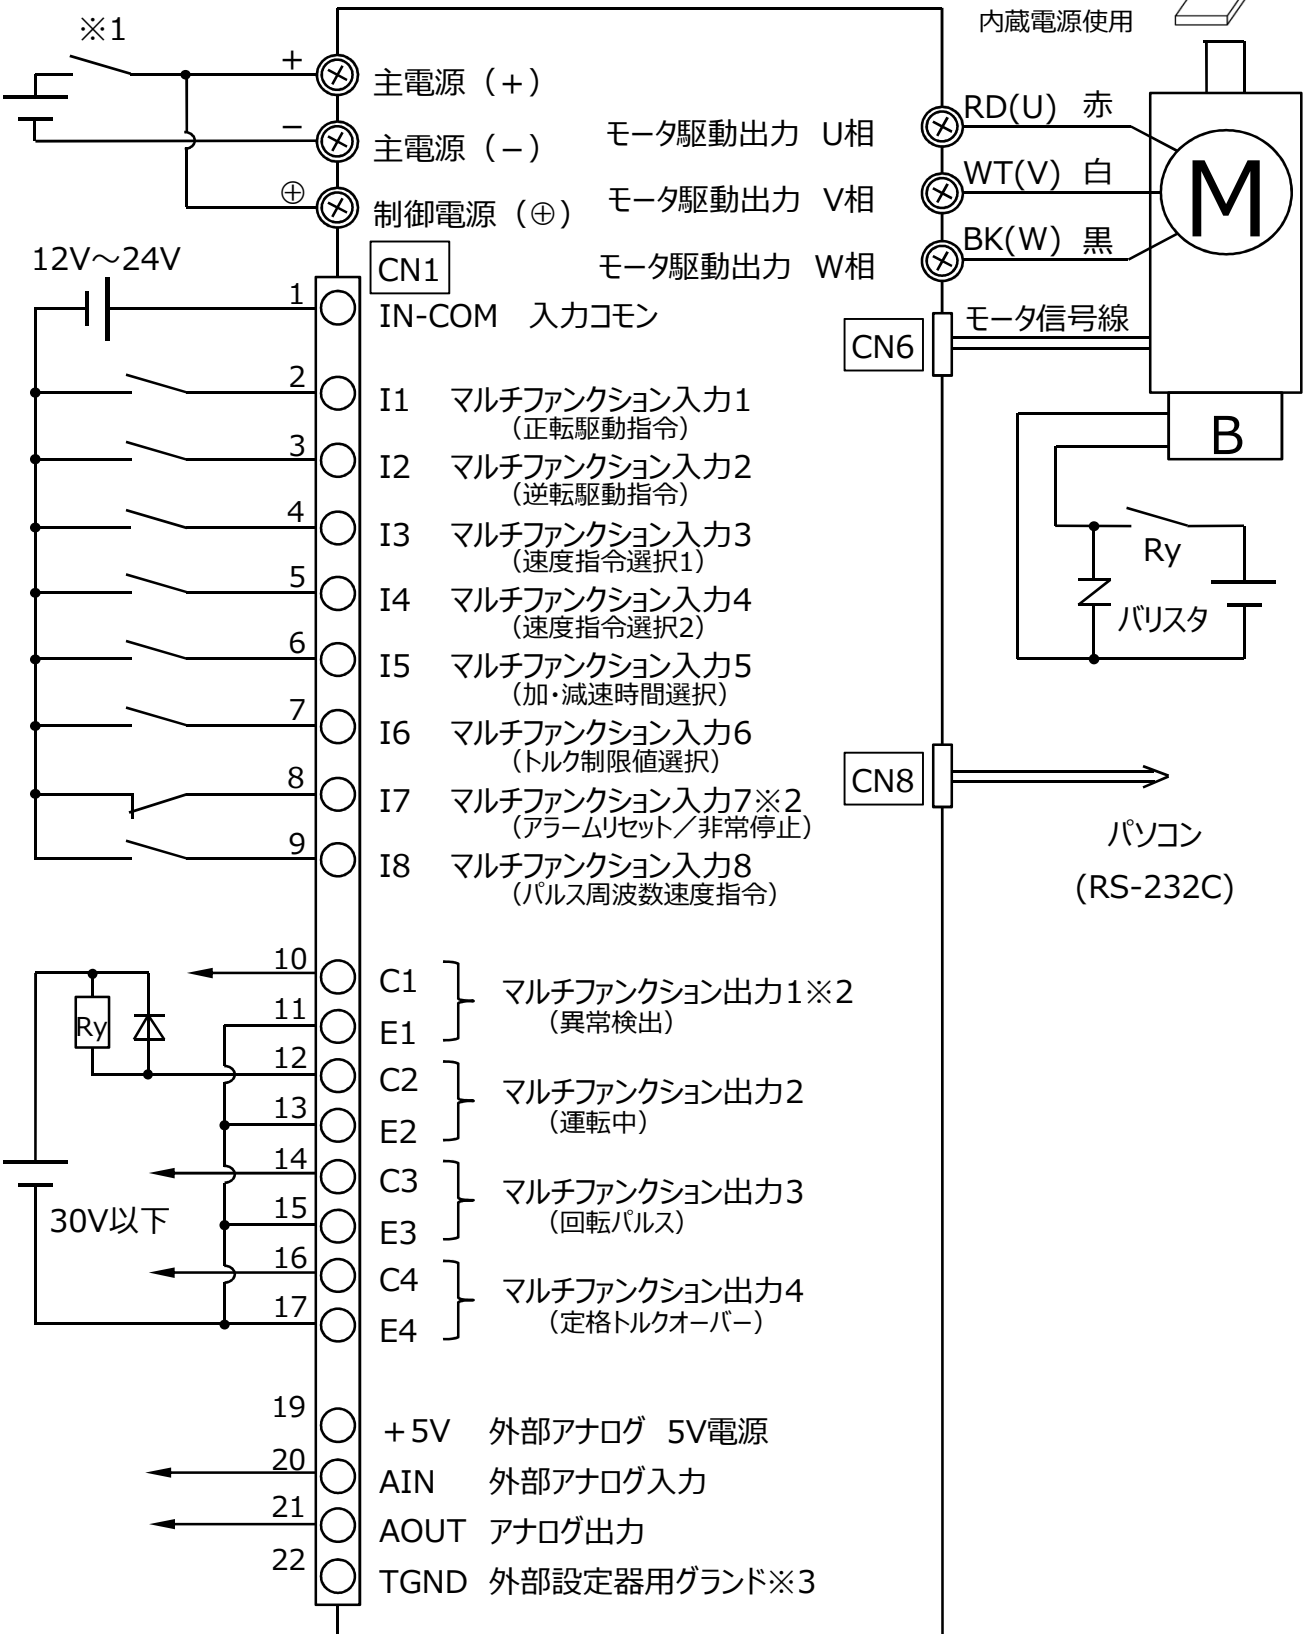 内蔵電源使用
※1
+
主電源（+）
−
主電源（−）
⊕
制御電源（⊕）
モータ駆動出力 U相
RD(U) 赤
モータ駆動出力 V相
WT(V) 白
モータ駆動出力 W相
BK(W) 黒
M
モータ信号線
CN6
B
Ry
バリスタ
CN8
パソコン
(RS-232C)
12V～24V
CN1
1
IN-COM 入力コモン
2
I1 マルチファンクション入力1
（正転駆動指令）
3
I2 マルチファンクション入力2
（逆転駆動指令）
4
I3 マルチファンクション入力3
（速度指令選択1）
5
I4 マルチファンクション入力4
（速度指令選択2）
6
I5 マルチファンクション入力5
（加・減速時間選択）
7
I6 マルチファンクション入力6
（トルク制限値選択）
8
I7 マルチファンクション入力7※2
（アラームリセット／非常停止）
9
I8 マルチファンクション入力8
（パルス周波数速度指令）
10
C1
11
E1
マルチファンクション出力1※2
（異常検出）
Ry
12
C2
13
E2
マルチファンクション出力2
（運転中）
14
C3
15
E3
マルチファンクション出力3
（回転パルス）
30V以下
16
C4
17
E4
マルチファンクション出力4
（定格トルクオーバー）
19
+5V 外部アナログ 5V電源
20
AIN 外部アナログ入力
21
AOUT アナログ出力
22
TGND 外部設定器用グランド※3